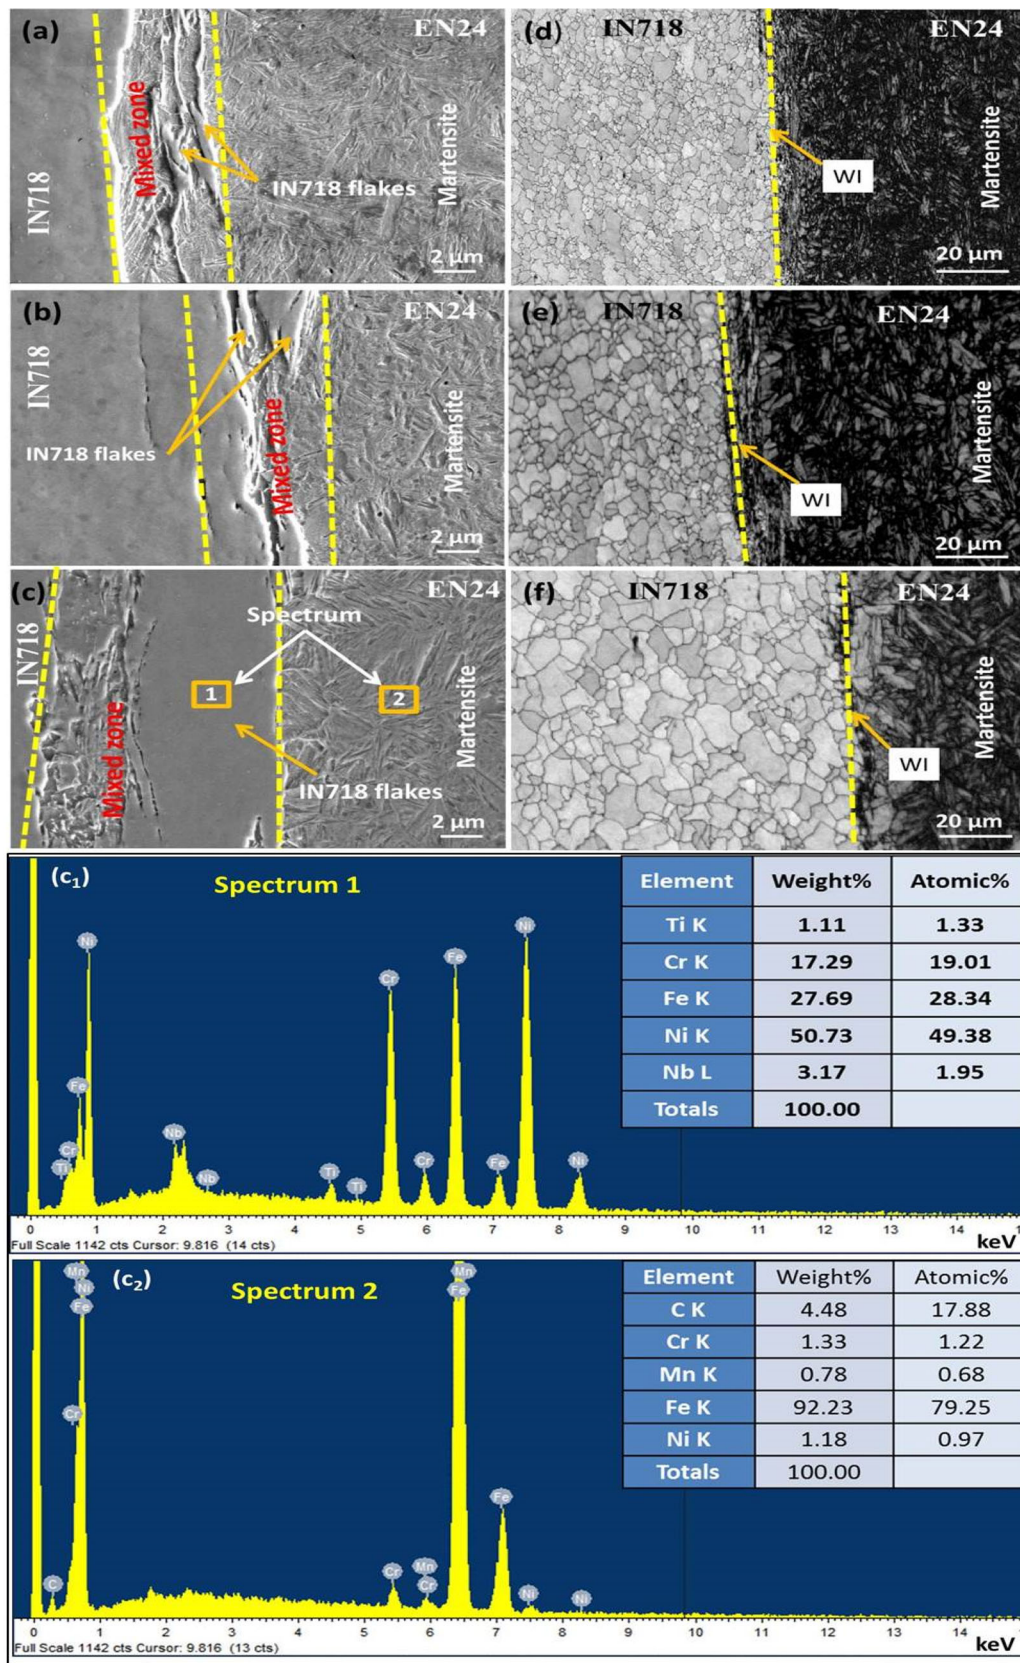 (a)
EN24
IN718
Mixed zone
IN718 flakes
Martensite
2 µm
(d)
IN718
EN24
WI
Martensite
20 µm
(b)
EN24
IN718
IN718 flakes
Mixed zone
Martensite
2 µm
(e)
IN718
EN24
WI
Martensite
20 µm
(c)
EN24
IN718
Spectrum
1
2
Mixed zone
IN718 flakes
Martensite
2 µm
(f)
IN718
EN24
WI
Martensite
20 µm
(c1)
Spectrum 1
Element Weight% Atomic%
Ti K 1.11 1.33
Cr K 17.29 19.01
Fe K 27.69 28.34
Ni K 50.73 49.38
Nb L 3.17 1.95
Totals 100.00
Ni
Fe
Cr
Ti
Nb
Nb
Ti
Ti
Cr
Cr
Fe
Fe
Ni
Ni
0 1 2 3 4 5 6 7 8 9 10 11 12 13 14 15
Full Scale 1142 cts Cursor: 9.816 (14 cts)
keV
(c2)
Spectrum 2
Element Weight% Atomic%
C K 4.48 17.88
Cr K 1.33 1.22
Mn K 0.78 0.68
Fe K 92.23 79.25
Ni K 1.18 0.97
Totals 100.00
Mn
Ni
Fe
Cr
C
Cr
Mn
Cr
Mn
Fe
Fe
Ni
Ni
0 1 2 3 4 5 6 7 8 9 10 11 12 13 14 15
Full Scale 1142 cts Cursor: 9.816 (13 cts)
keV